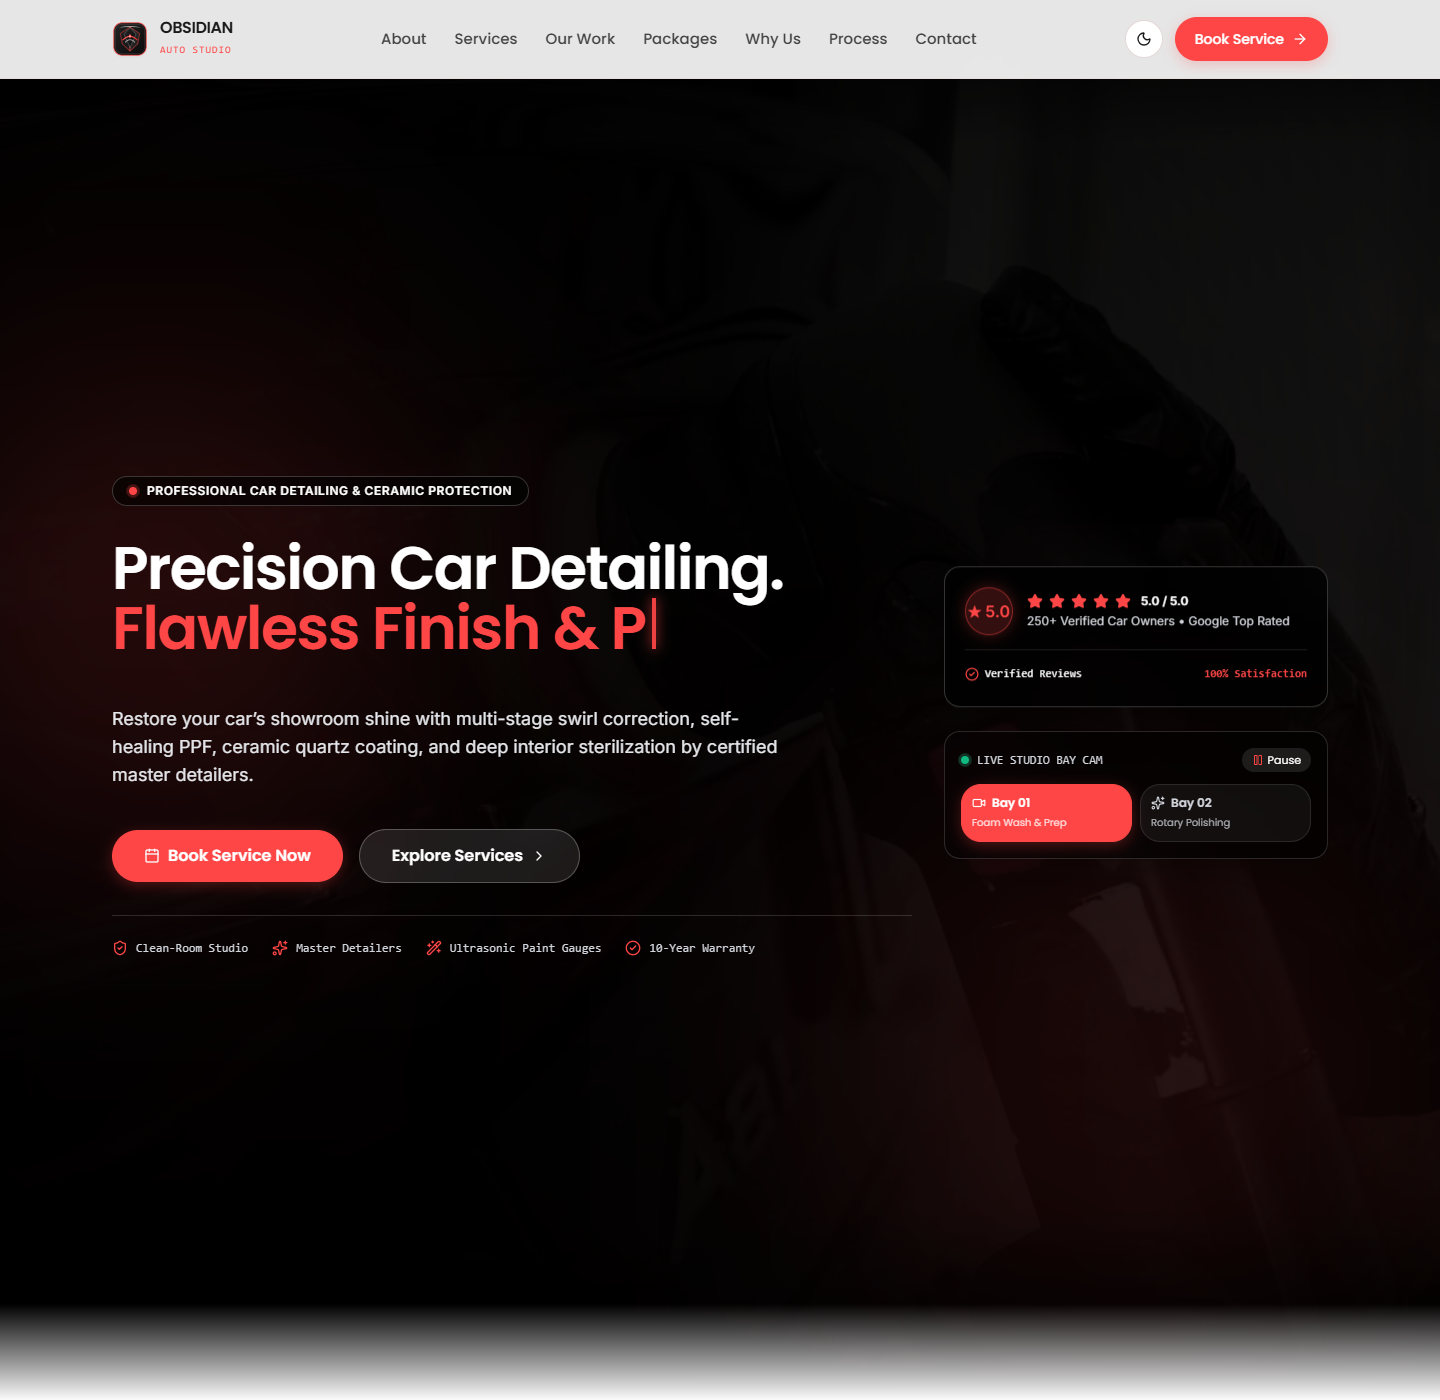 OBSIDIAN
AUTO STUDIO
About Services Our Work Packages Why Us Process Contact
Book Service
PROFESSIONAL CAR DETAILING & CERAMIC PROTECTION
Precision Car Detailing.
Flawless Finish & P
Restore your car’s showroom shine with multi-stage swirl correction, self-
healing PPF, ceramic quartz coating, and deep interior sterilization by certified
master detailers.
Book Service Now
Explore Services
Clean-Room Studio Master Detailers Ultrasonic Paint Gauges 10-Year Warranty
★ 5.0
5.0 / 5.0
250+ Verified Car Owners • Google Top Rated
Verified Reviews
100% Satisfaction
LIVE STUDIO BAY CAM
Pause
Bay 01
Foam Wash & Prep
Bay 02
Rotary Polishing